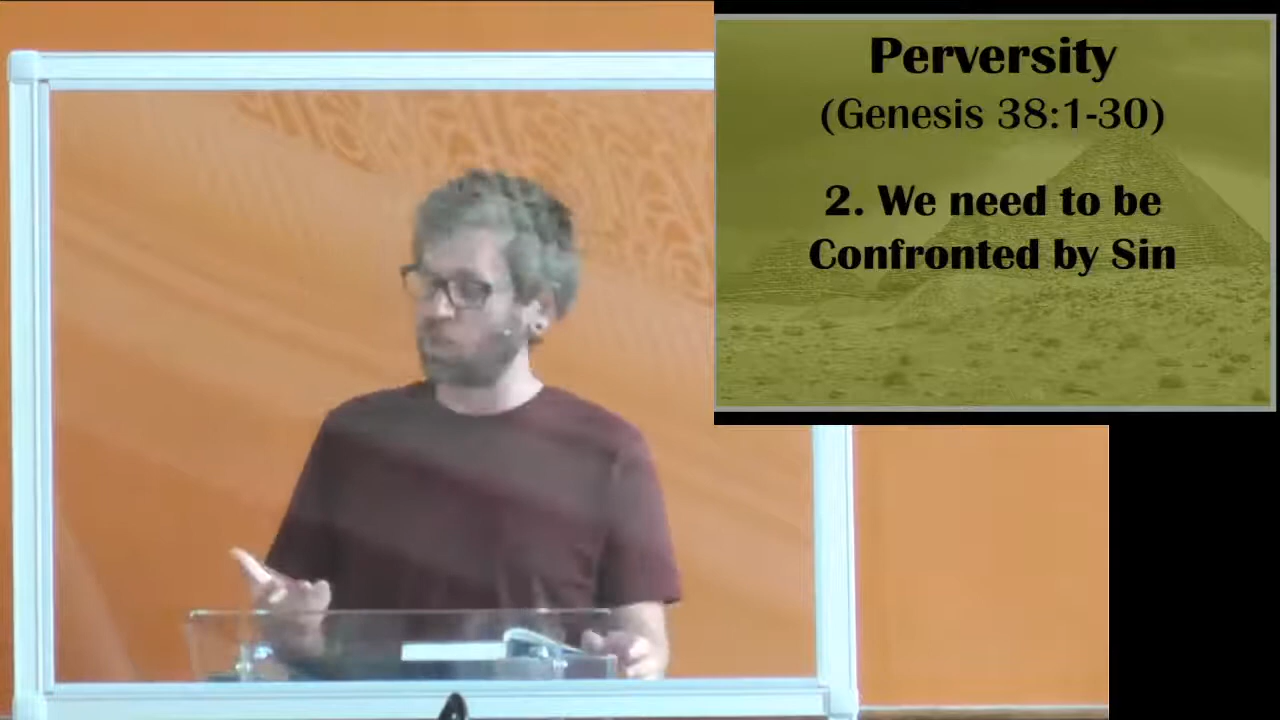 Perversity
(Genesis 38:1-30)
2. We need to be
Confronted by Sin